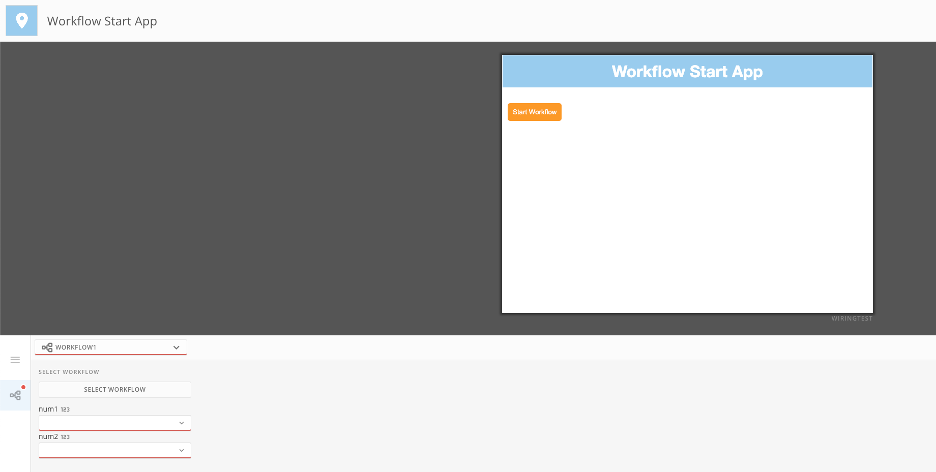 Workflow Start App
Workflow Start App
Start Workflow
WIRINGTEST
WORKFLOW1
SELECT WORKFLOW
SELECT WORKFLOW
num1 123
num2 123